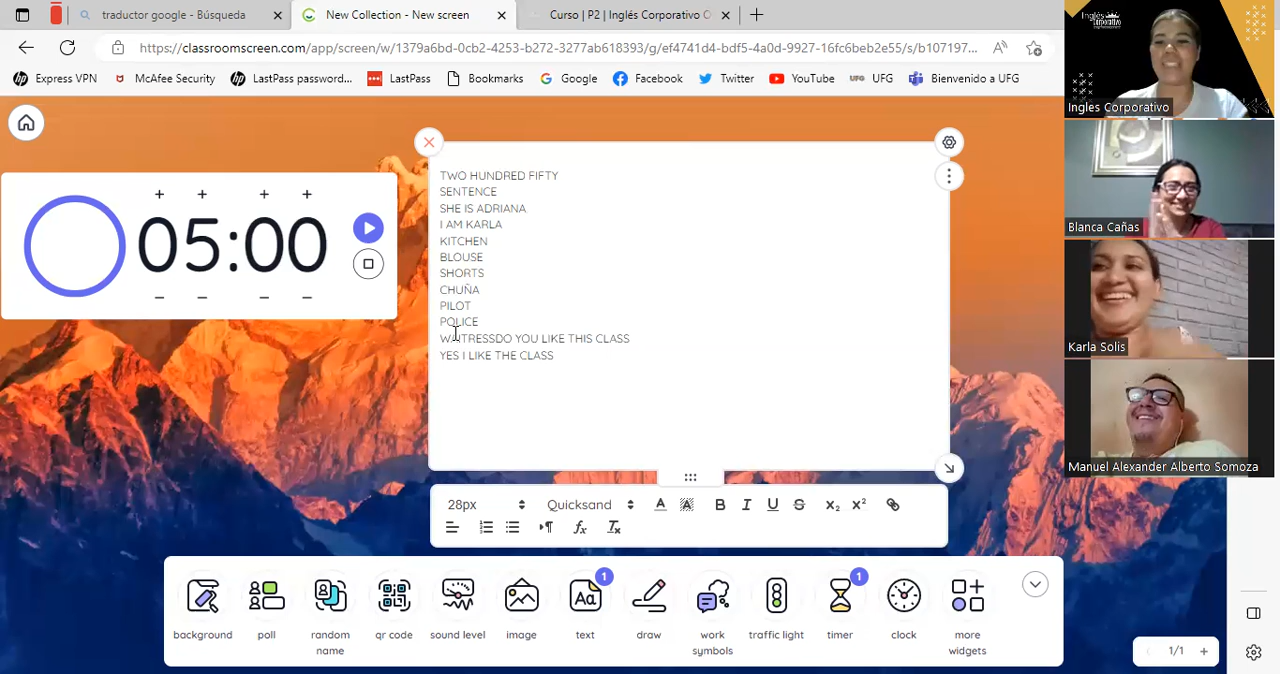 traductor google - Búsqueda
New Collection - New screen
Curso | P2 | Inglés Corporativo O
https://classroomscreen.com/app/screen/w/1379a6bd-0cb2-4253-b272-3277ab618393/g/ef4741d4-bdf5-4a0d-9927-16fc6beb2e55/s/b107197...
Express VPN
McAfee Security
LastPass password...
LastPass
Bookmarks
Google
Facebook
Twitter
YouTube
UFG
Bienvenido a UFG
05:00
TWO HUNDRED FIFTY
SENTENCE
SHE IS ADRIANA
I AM KARLA
KITCHEN
BLOUSE
SHORTS
CHUÑA
PILOT
POLICE
WAITRESSDO YOU LIKE THIS CLASS
YES I LIKE THE CLASS
28px
Quicksand
background
poll
random name
qr code
sound level
image
text
1
draw
work symbols
traffic light
timer
1
clock
more widgets
1/1
Inglés Corporativo
Ingles Corporativo
Blanca Cañas
Karla Solis
Manuel Alexander Alberto Somoza